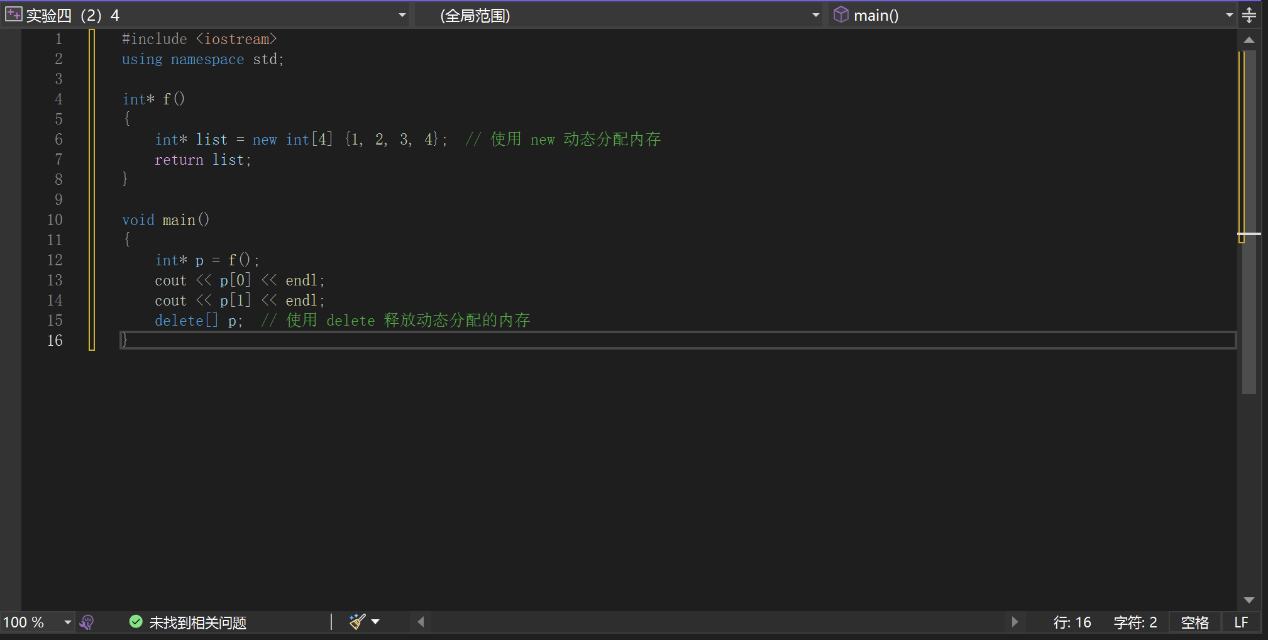 实验四（2）4 (全局范围) main()
1 #include <iostream>
2 using namespace std;
3
4 int* f()
5 {
6 int* list = new int[4] {1, 2, 3, 4}; // 使用 new 动态分配内存
7 return list;
8 }
9
10 void main()
11 {
12 int* p = f();
13 cout << p[0] << endl;
14 cout << p[1] << endl;
15 delete[] p; // 使用 delete 释放动态分配的内存
16 }
100 % 未找到相关问题 行: 16 字符: 2 空格 LF